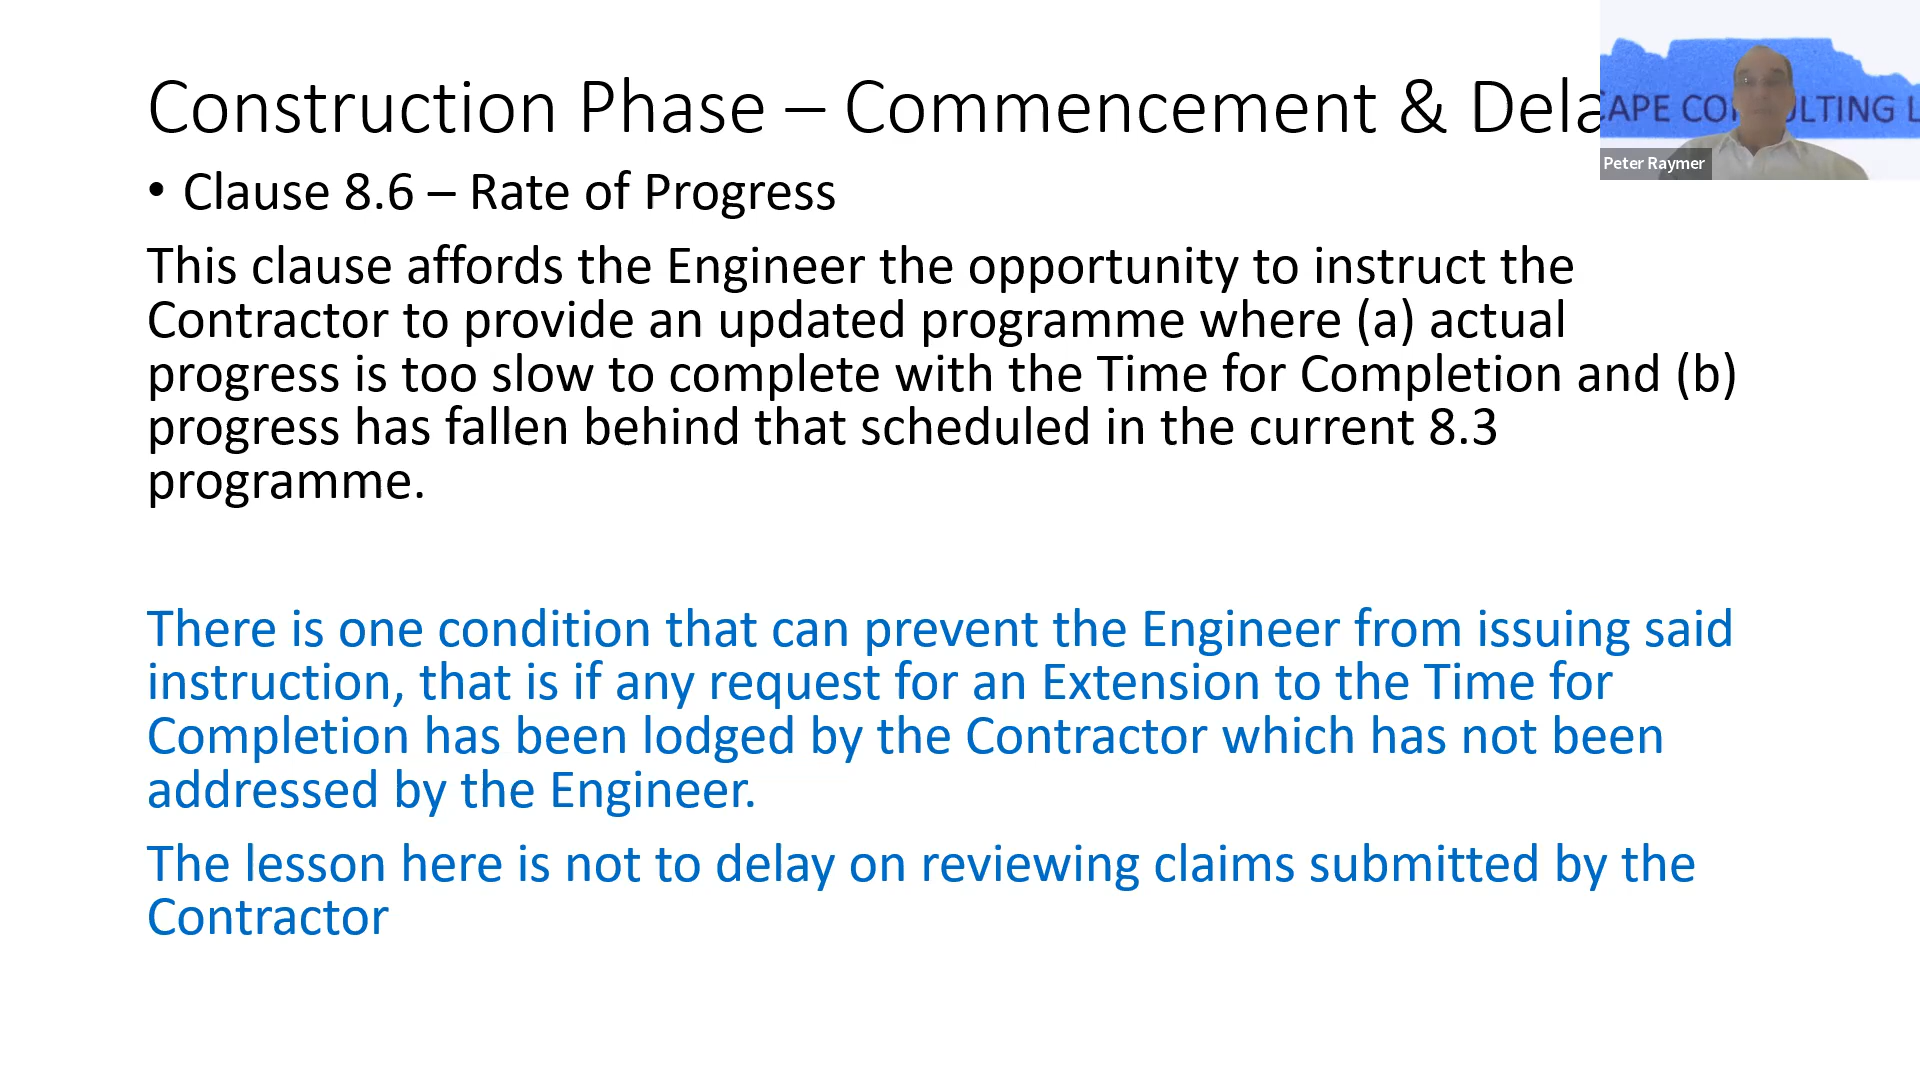 Construction Phase – Commencement & Dela
• Clause 8.6 – Rate of Progress
This clause affords the Engineer the opportunity to instruct the
Contractor to provide an updated programme where (a) actual
progress is too slow to complete with the Time for Completion and (b)
progress has fallen behind that scheduled in the current 8.3
programme.
There is one condition that can prevent the Engineer from issuing said
instruction, that is if any request for an Extension to the Time for
Completion has been lodged by the Contractor which has not been
addressed by the Engineer.
The lesson here is not to delay on reviewing claims submitted by the
Contractor
CAPE CO ULTING L
Peter Raymer